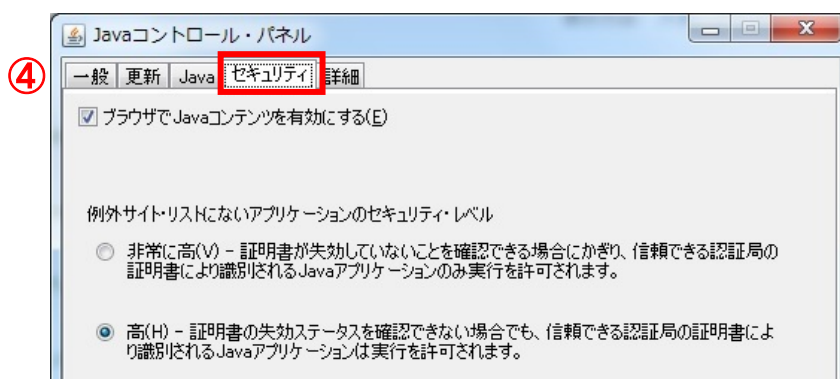 Javaコントロール・パネル
④
一般 更新 Java セキュリティ 詳細
ブラウザでJavaコンテンツを有効にする(E)
例外サイト・リストにないアプリケーションのセキュリティ・レベル
非常に高(V) - 証明書が失効していないことを確認できる場合にかぎり、信頼できる認証局の
証明書により識別されるJavaアプリケーションのみ実行を許可されます。
高(H) - 証明書の失効ステータスを確認できない場合でも、信頼できる認証局の証明書によ
り識別されるJavaアプリケーションは実行を許可されます。